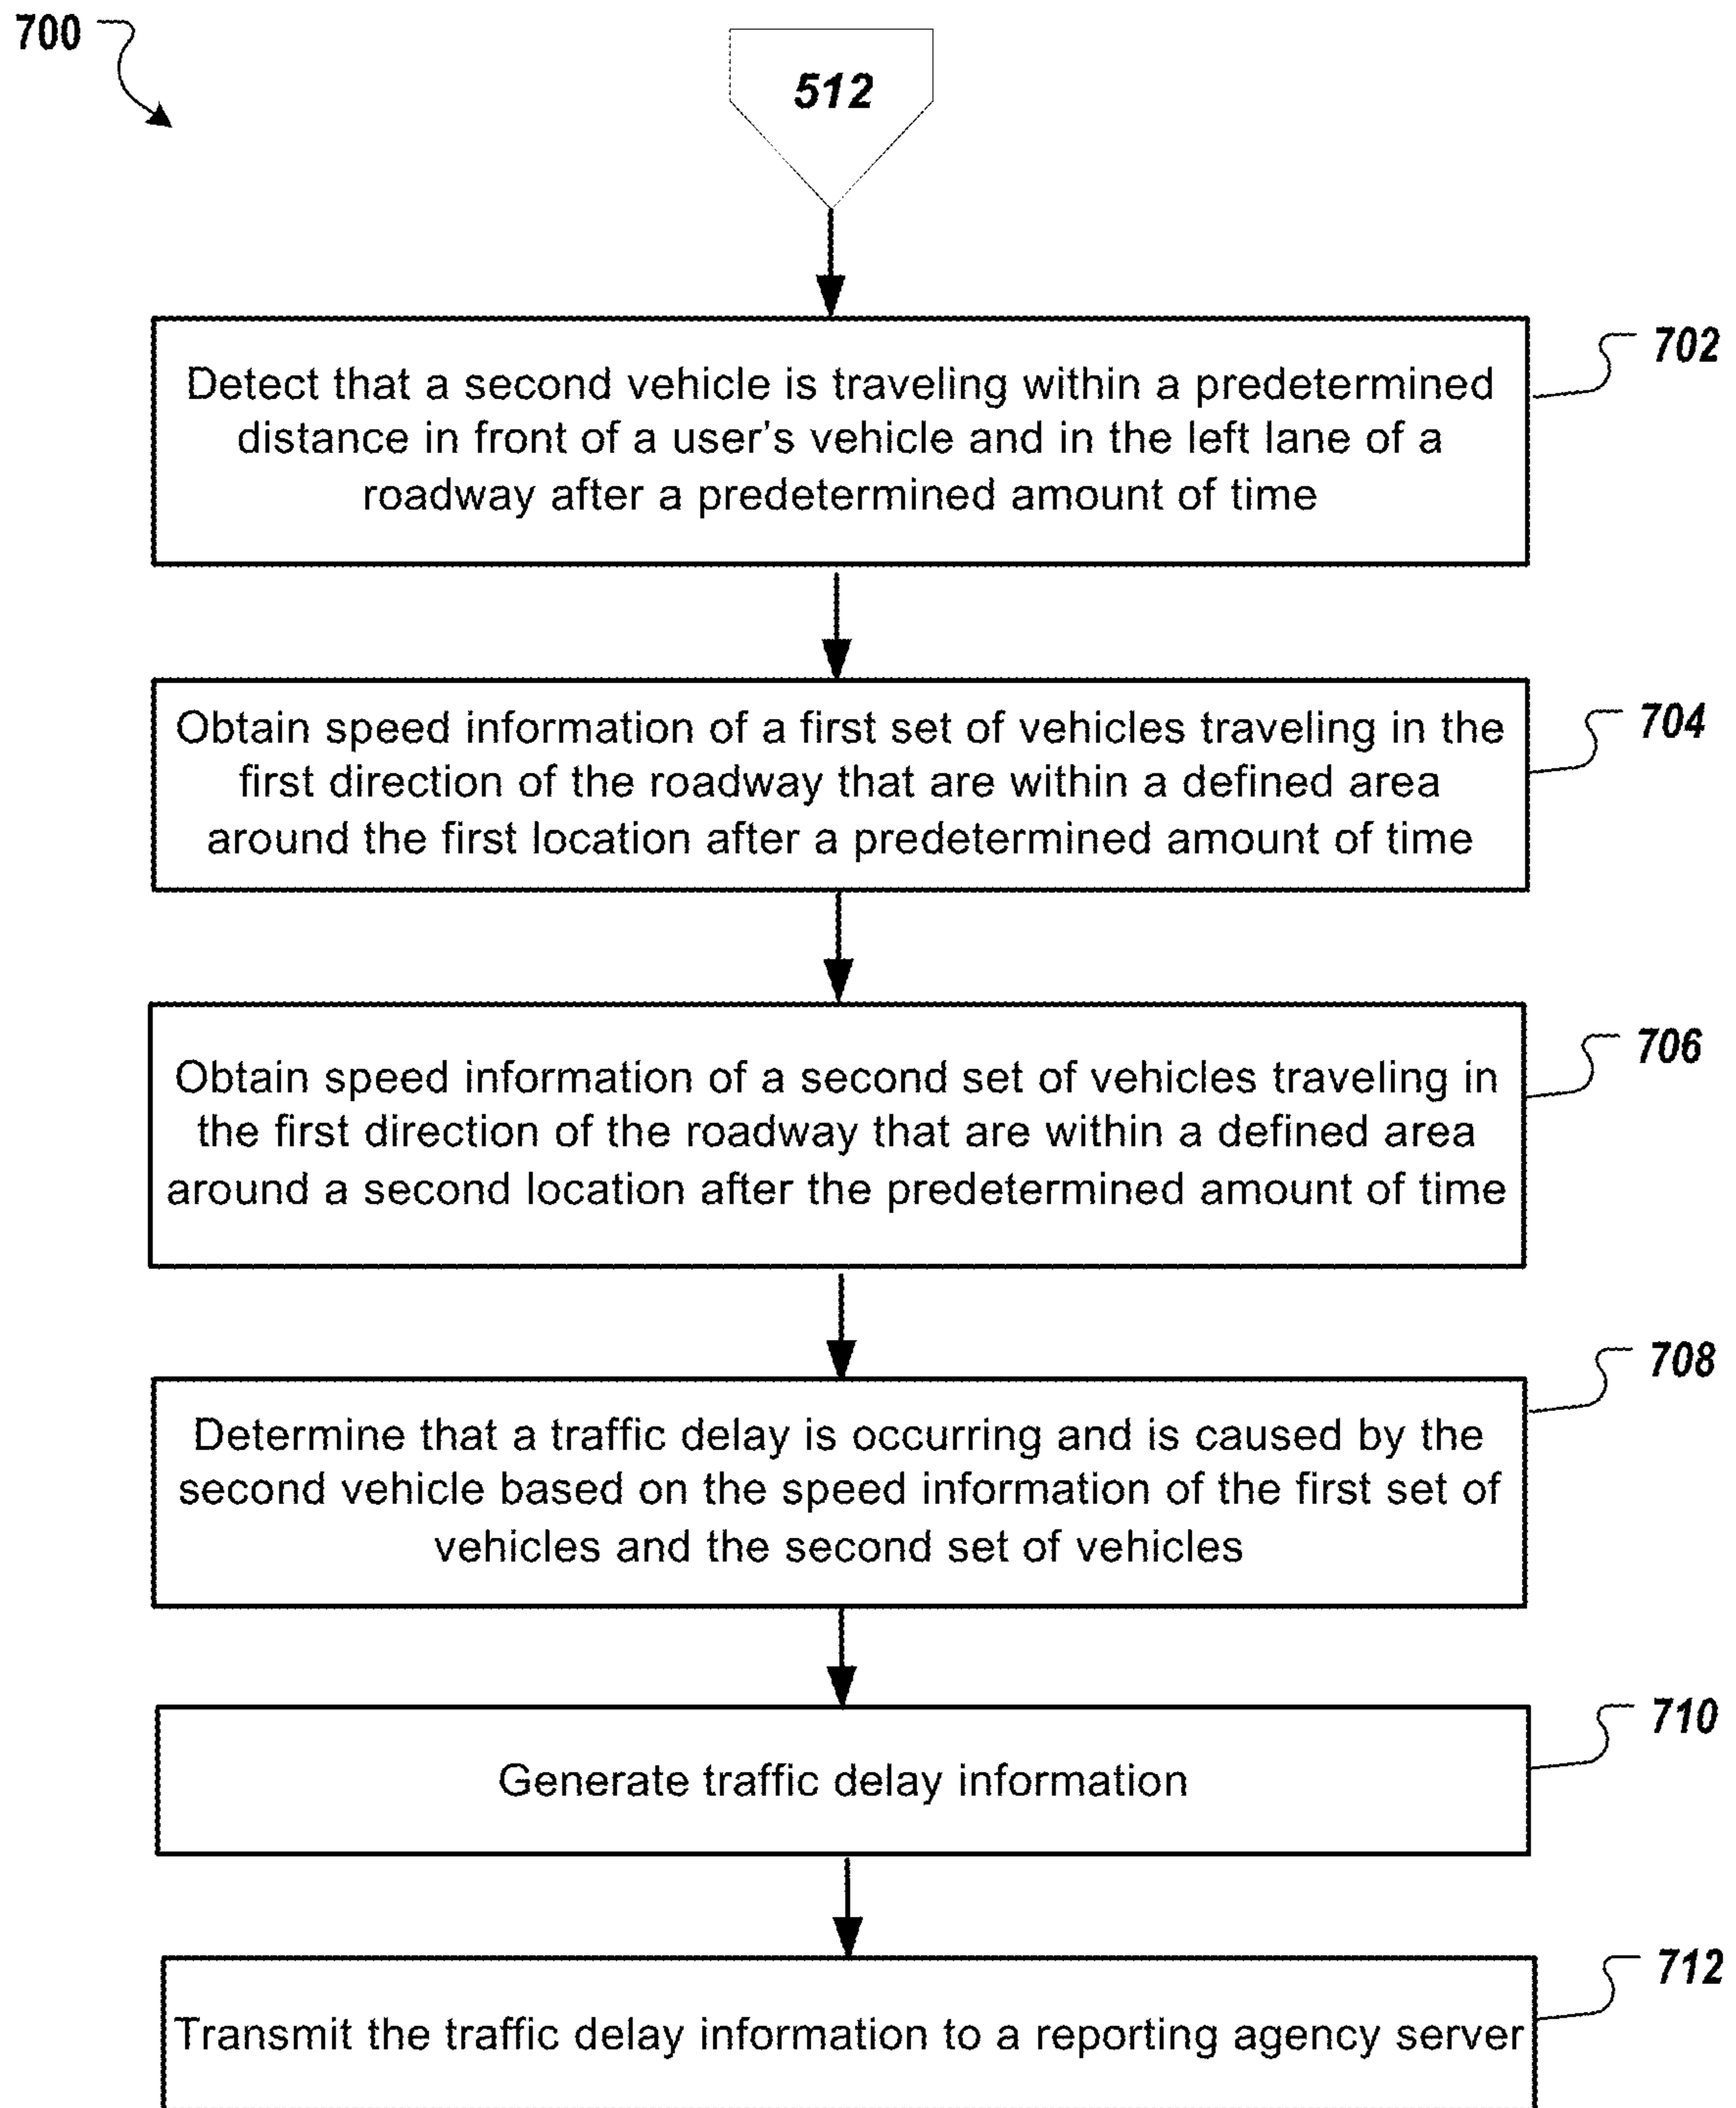 700
512
702
Detect that a second vehicle is traveling within a predetermined
distance in front of a user's vehicle and in the left lane of a
roadway after a predetermined amount of time
704
Obtain speed information of a first set of vehicles traveling in the
first direction of the roadway that are within a defined area
around the first location after a predetermined amount of time
706
Obtain speed information of a second set of vehicles traveling in
the first direction of the roadway that are within a defined area
around a second location after the predetermined amount of time
708
Determine that a traffic delay is occurring and is caused by the
second vehicle based on the speed information of the first set of
vehicles and the second set of vehicles
710
Generate traffic delay information
712
Transmit the traffic delay information to a reporting agency server